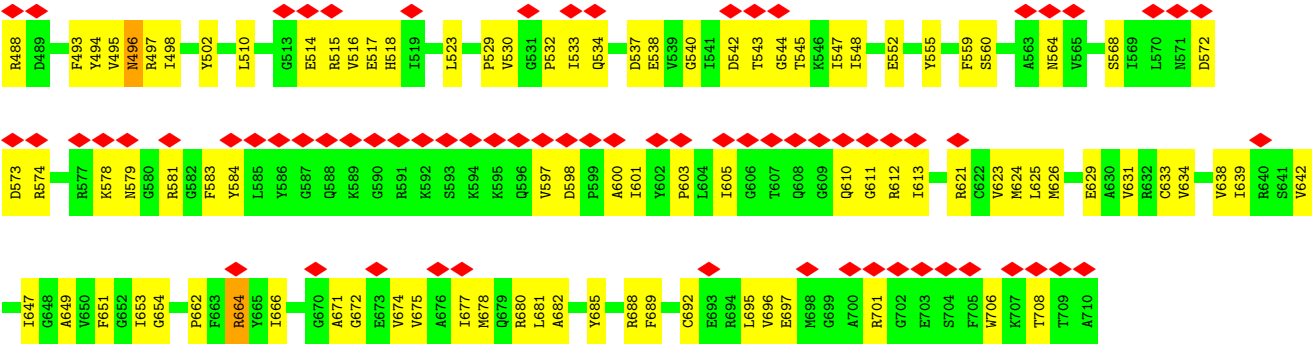 R488 D489 F493 Y494 V495 N496 R497 I498 Y502 L510 G513 E514 R515 V516 E517 H518 I519 L523 P529 V530 G531 P532 I533 Q534 D537 E538 V539 G540 I541 D542 T543 G544 T545 K546 I547 I548 E552 Y555 F559 S560 A563 N564 V565 S568 I569 L570 N571 D572
D573 R574 R577 K578 N579 G580 R581 G582 F583 Y584 L585 Y586 G587 Q588 K589 G590 R591 K592 S593 K594 K595 Q596 V597 D598 P599 A600 I601 Y602 P603 L604 I605 G606 T607 Q608 G609 Q610 G611 R612 I613 R621 C622 V623 M624 L625 M626 E629 A630 V631 R632 C633 V634 V638 I639 R640 S641 V642
I647 G648 A649 V650 F651 G652 I653 G654 P662 F663 R664 Y665 I666 G670 A671 G672 E673 V674 V675 A676 I677 M678 Q679 R680 L681 A682 Y685 R688 F689 C692 E693 R694 L695 V696 E697 M698 G699 A700 R701 G702 E703 S704 F705 W706 K707 T708 T709 A710